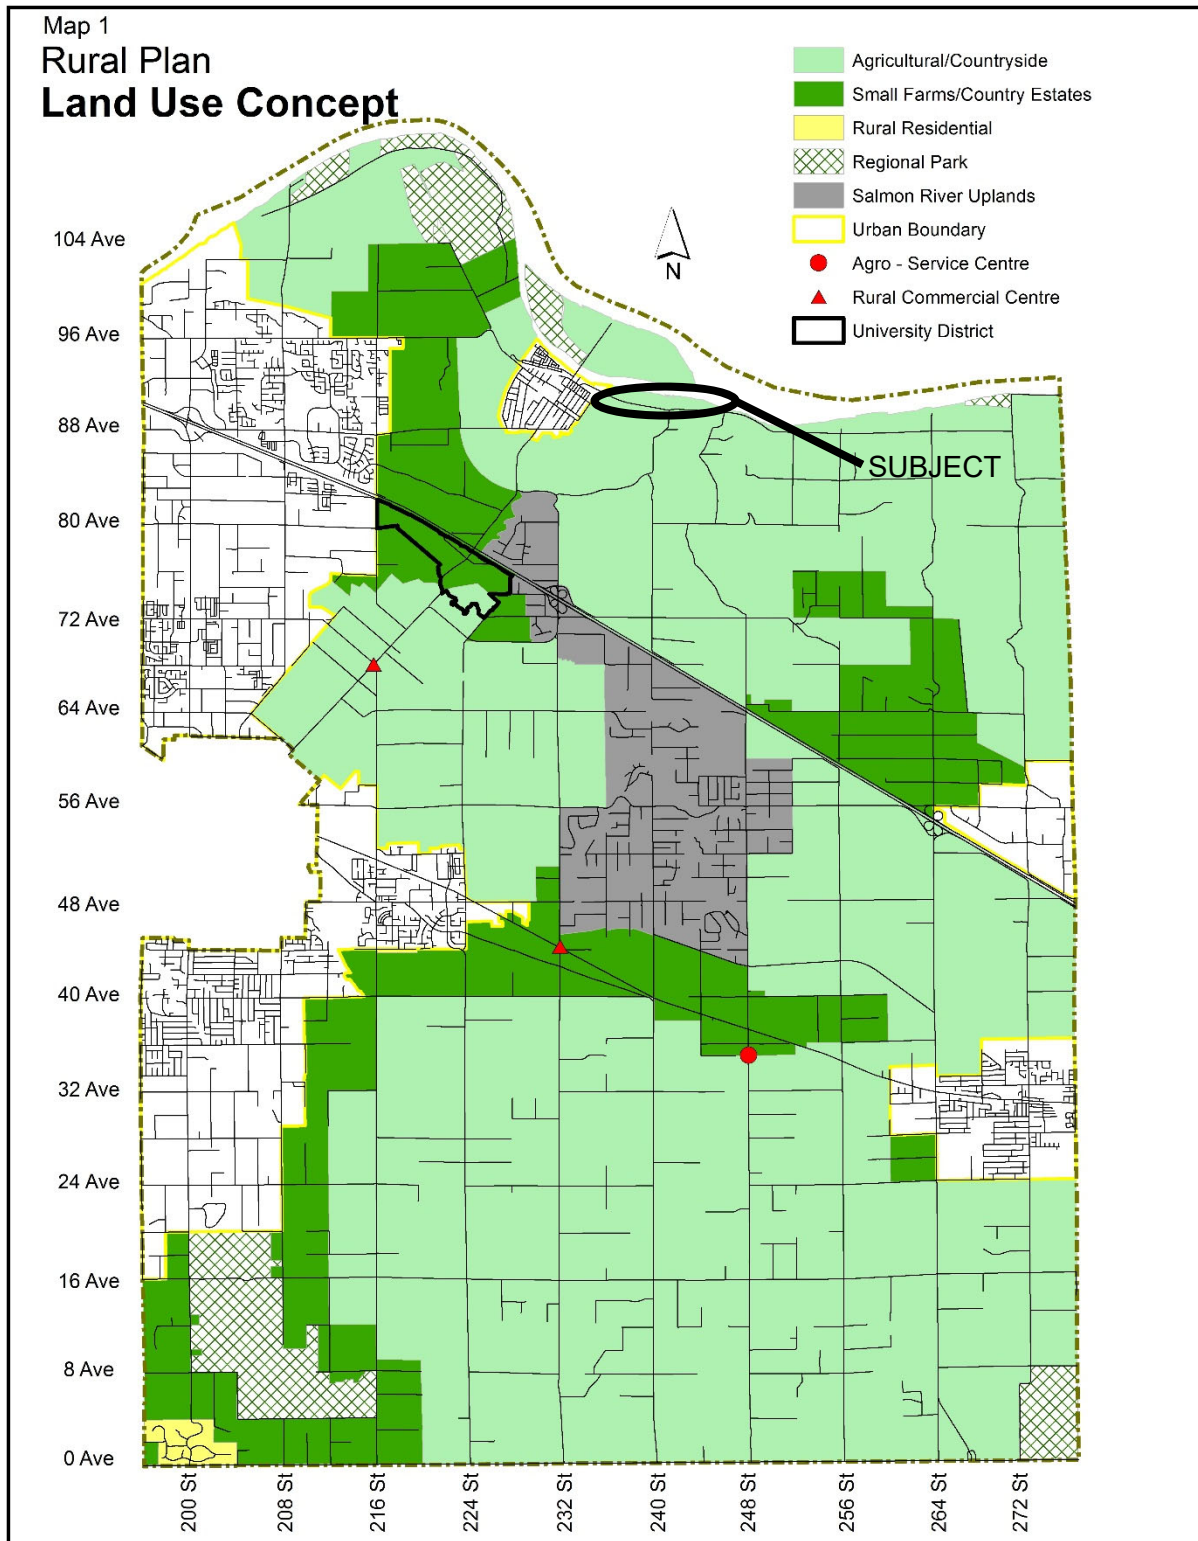 Map 1
Rural Plan
Land Use Concept
Agricultural/Countryside
Small Farms/Country Estates
Rural Residential
Regional Park
Salmon River Uplands
Urban Boundary
Agro - Service Centre
Rural Commercial Centre
University District
N
SUBJECT
104 Ave
96 Ave
88 Ave
80 Ave
72 Ave
64 Ave
56 Ave
48 Ave
40 Ave
32 Ave
24 Ave
16 Ave
8 Ave
0 Ave
200 St
208 St
216 St
224 St
232 St
240 St
248 St
256 St
264 St
272 St